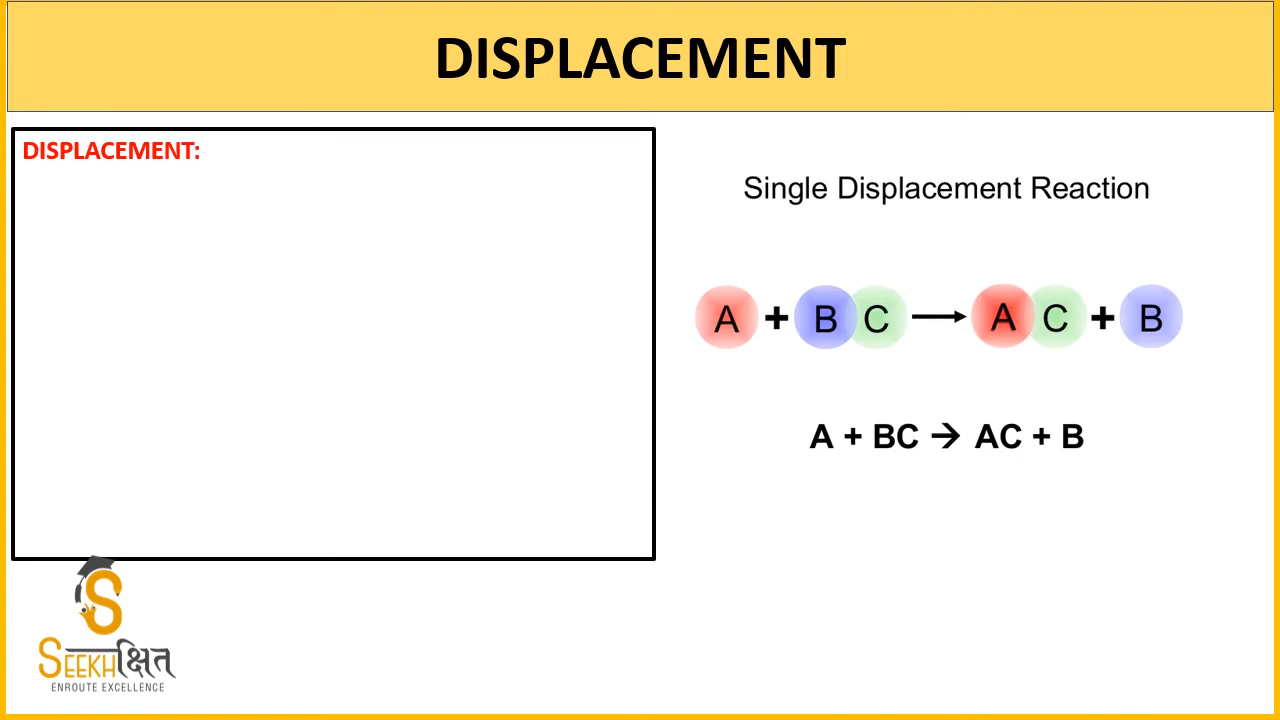 DISPLACEMENT
DISPLACEMENT:
Single Displacement Reaction
A + B C → A C + B
A + BC → AC + B
S
SEEKHक्षित
ENROUTE EXCELLENCE